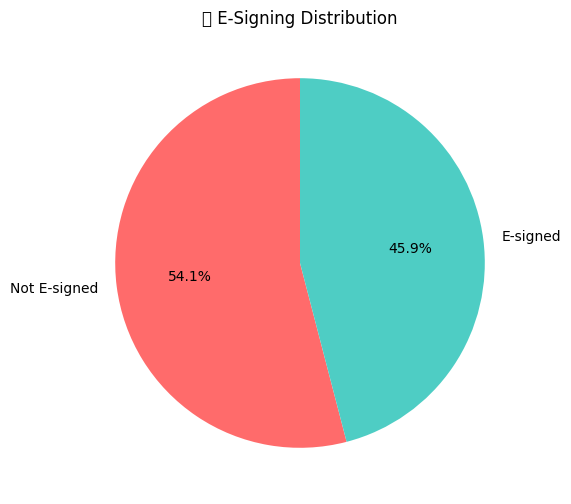 E-Signing Distribution
45.9%
E-signed
54.1%
Not E-signed